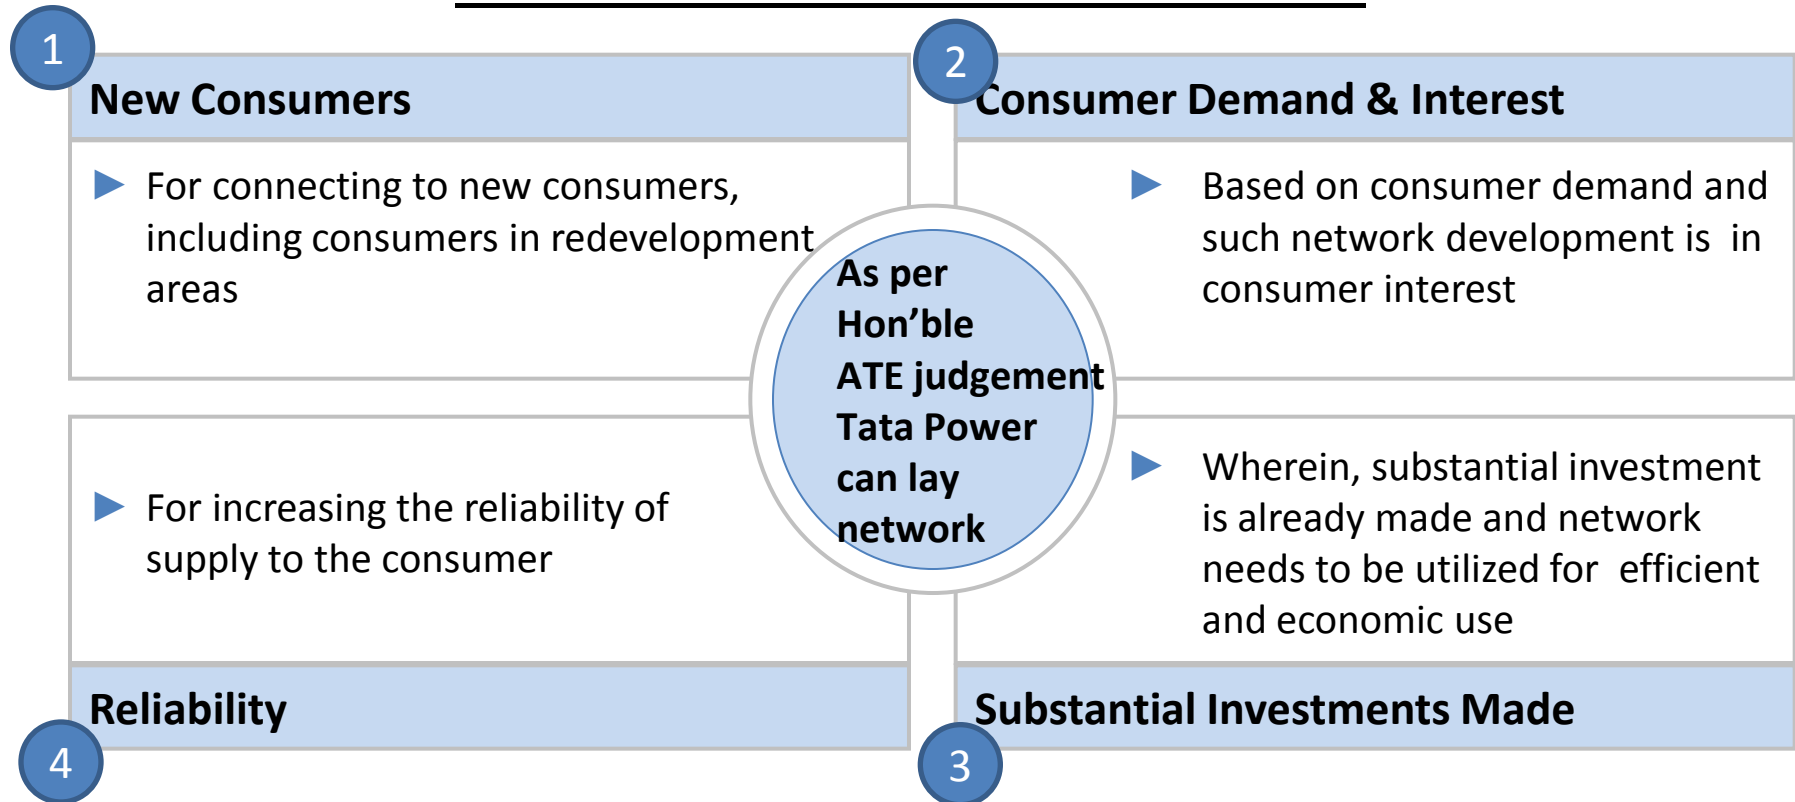 1
New Consumers
► For connecting to new consumers,
including consumers in redevelopment
areas
2
Consumer Demand & Interest
► Based on consumer demand and
such network development is in
consumer interest
As per
Hon’ble
ATE judgement
Tata Power
can lay
network
► Wherein, substantial investment
is already made and network
needs to be utilized for efficient
and economic use
Substantial Investments Made
3
► For increasing the reliability of
supply to the consumer
Reliability
4